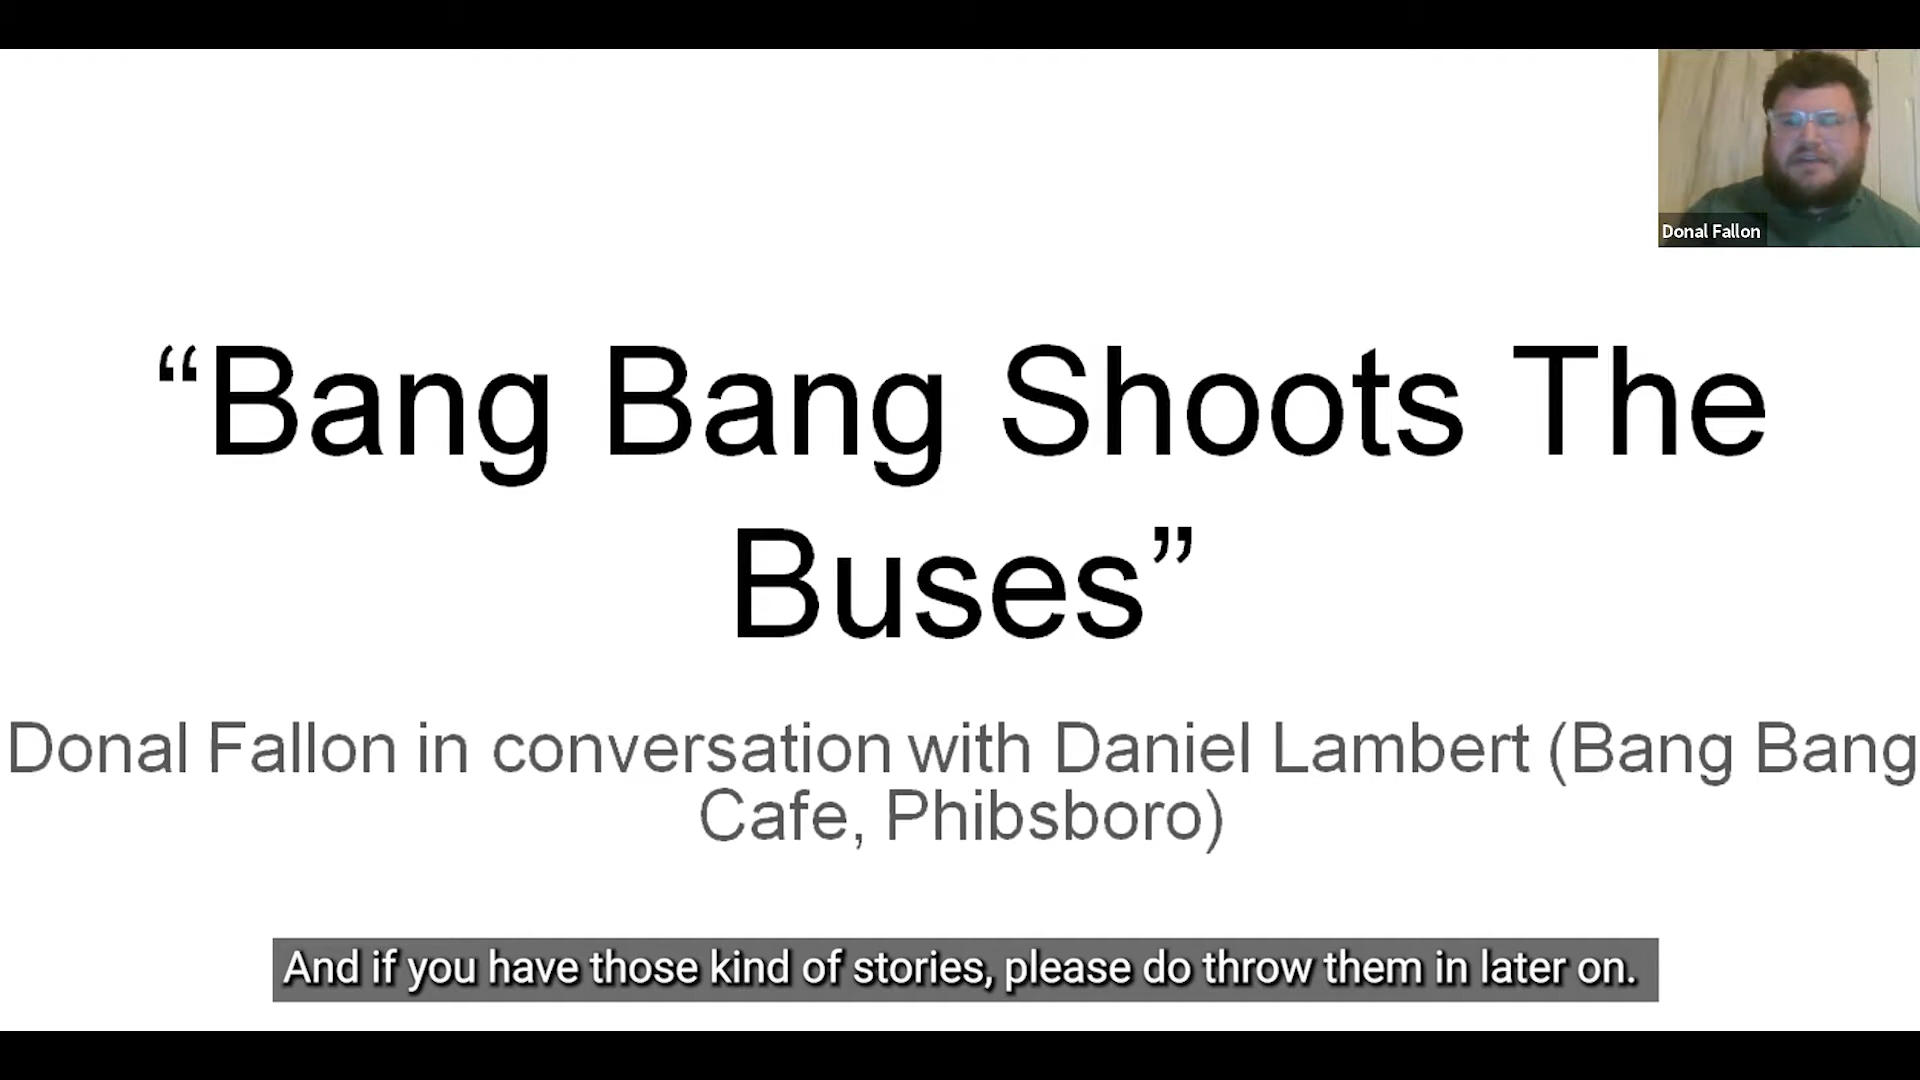 Donal Fallon
“Bang Bang Shoots The
Buses”
Donal Fallon in conversation with Daniel Lambert (Bang Bang
Cafe, Phibsboro)
And if you have those kind of stories, please do throw them in later on.